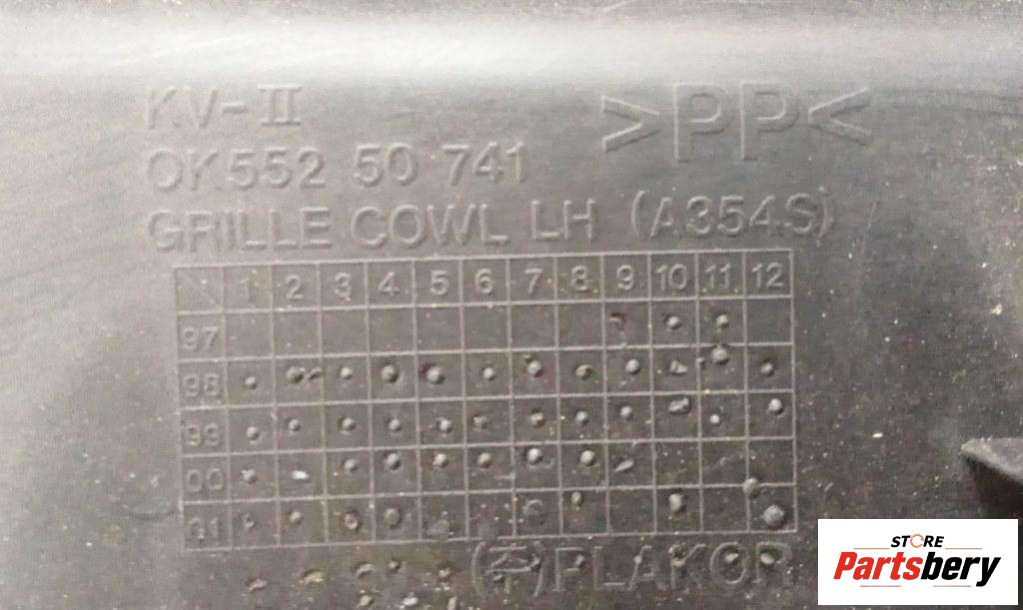 KV-II
>PP<
OK552 50 741
GRILLE COWL LH (A354S)
1 2 3 4 5 6 7 8 9 10 11 12
97
98
99
00
01
(주)PLAKOR
STORE
Partsbery